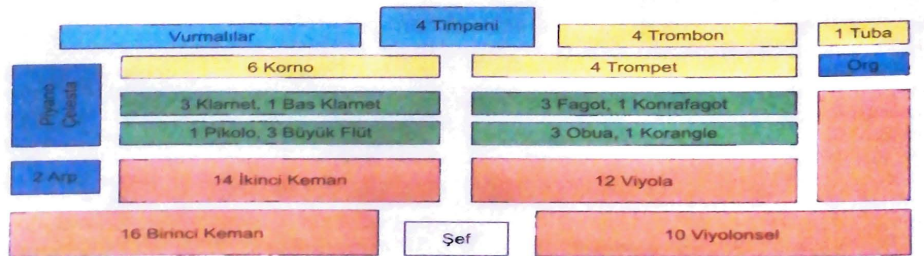 4 Timpani
Vurmalılar
4 Trombon
1 Tuba
6 Korno
4 Trompet
Org
Piyano
Çelesta
3 Klarnet, 1 Bas Klarnet
3 Fagot, 1 Konrafagot
1 Pikolo, 3 Büyük Flüt
3 Obua, 1 Korangle
2 Arp
14 İkinci Keman
12 Viyola
16 Birinci Keman
Şef
10 Viyolonsel